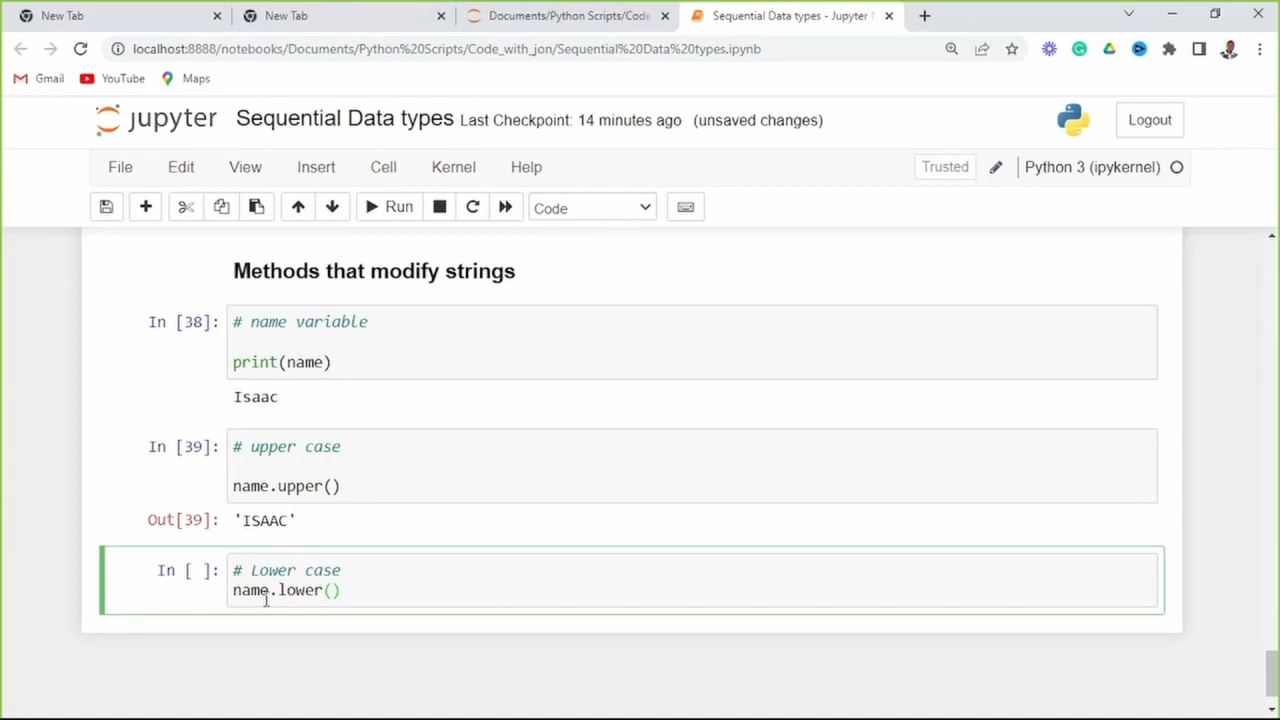 New Tab
New Tab
Documents/Python Scripts/Code
Sequential Data types - Jupyter
localhost:8888/notebooks/Documents/Python%20Scripts/Code_with_jon/Sequential%20Data%20types.ipynb
Gmail
YouTube
Maps
jupyter
Sequential Data types Last Checkpoint: 14 minutes ago (unsaved changes)
Logout
File Edit View Insert Cell Kernel Help
Trusted
Python 3 (ipykernel)
Run
Code
Methods that modify strings
In [38]: # name variable
print(name)
Isaac
In [39]: # upper case
name.upper()
Out[39]: 'ISAAC'
In [ ]: # Lower case
name.lower()